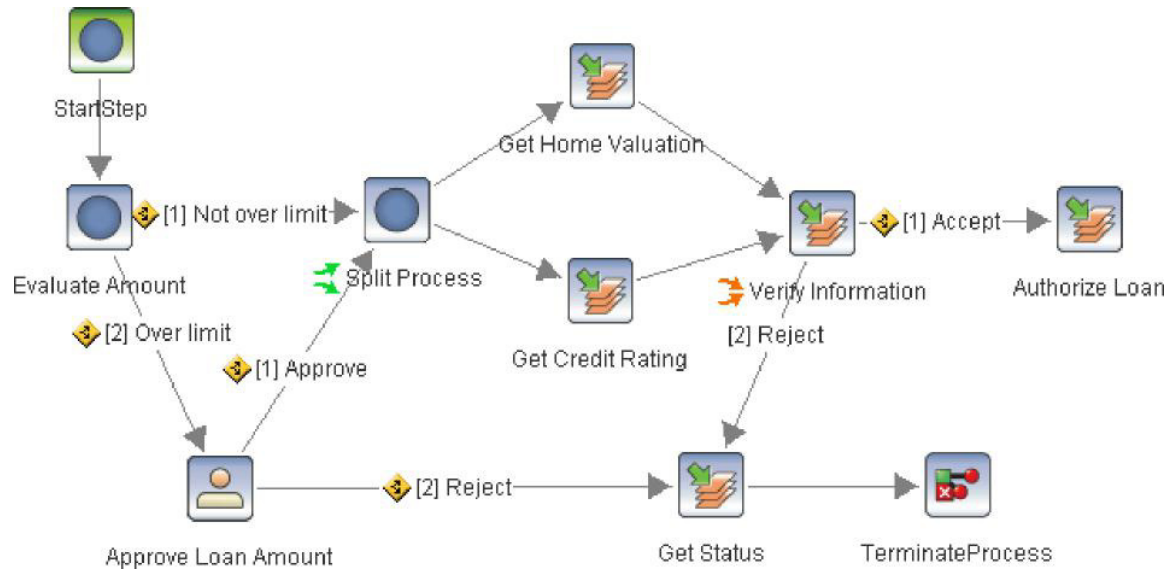 StartStep
Get Home Valuation
[1] Not over limit
[1] Accept
Evaluate Amount
Split Process
Verify Information
Authorize Loan
[2] Over limit
[2] Reject
Get Credit Rating
[1] Approve
[2] Reject
Approve Loan Amount
Get Status
TerminateProcess